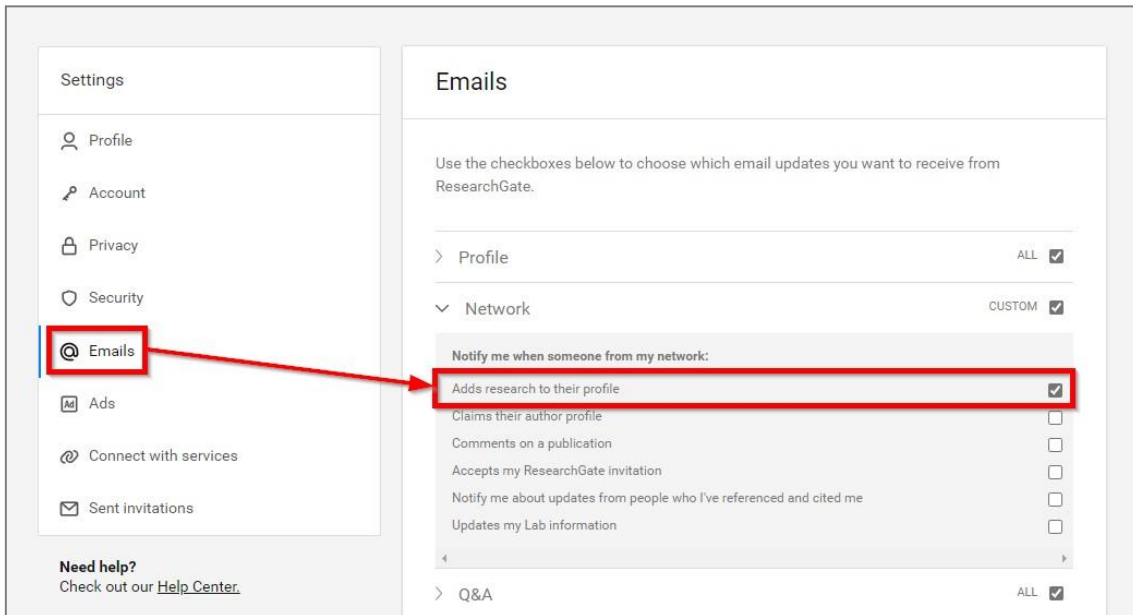 Settings
Profile
Account
Privacy
Security
Emails
Ad Ads
Connect with services
Sent invitations
Need help?
Check out our Help Center.
Emails
Use the checkboxes below to choose which email updates you want to receive from
ResearchGate.
Profile ALL
Network CUSTOM
Notify me when someone from my network:
Adds research to their profile
Claims their author profile
Comments on a publication
Accepts my ResearchGate invitation
Notify me about updates from people who I've referenced and cited me
Updates my Lab information
Q&A ALL